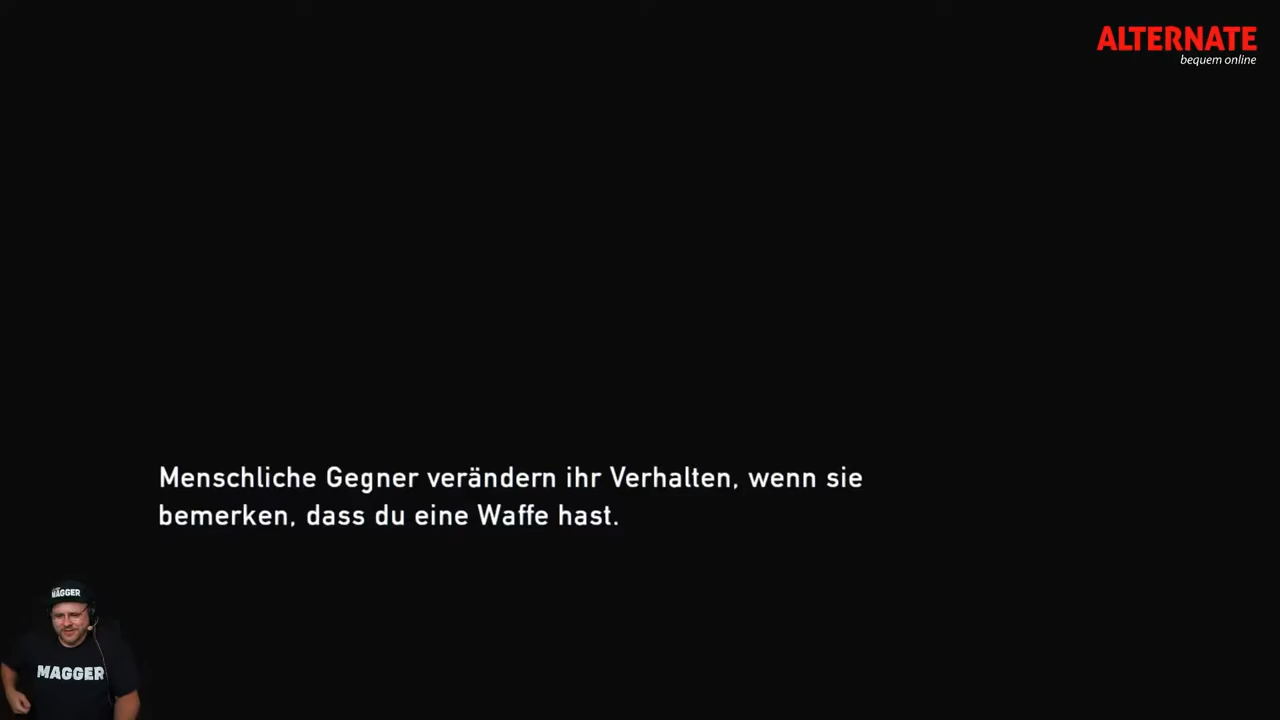 ALTERNATE
bequem online
Menschliche Gegner verändern ihr Verhalten, wenn sie
bemerken, dass du eine Waffe hast.
MAGGER
MAGGER